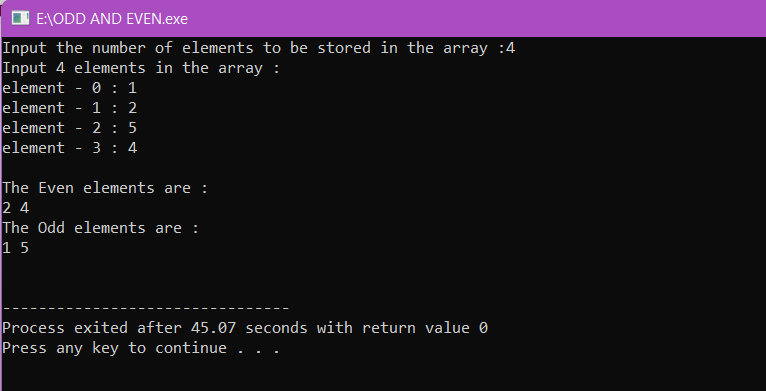 E:\ODD AND EVEN.exe
Input the number of elements to be stored in the array :4
Input 4 elements in the array :
element - 0 : 1
element - 1 : 2
element - 2 : 5
element - 3 : 4
The Even elements are :
2 4
The Odd elements are :
1 5
--------------------------------
Process exited after 45.07 seconds with return value 0
Press any key to continue . . .